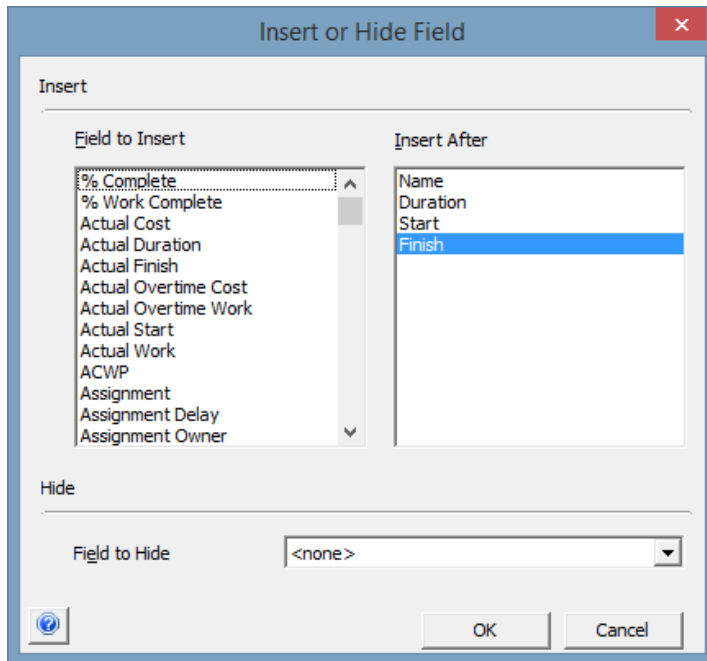 Insert or Hide Field
Insert
Field to Insert
% Complete
% Work Complete
Actual Cost
Actual Duration
Actual Finish
Actual Overtime Cost
Actual Overtime Work
Actual Start
Actual Work
ACWP
Assignment
Assignment Delay
Assignment Owner
Insert After
Name
Duration
Start
Finish
Hide
Field to Hide
<none>
OK
Cancel